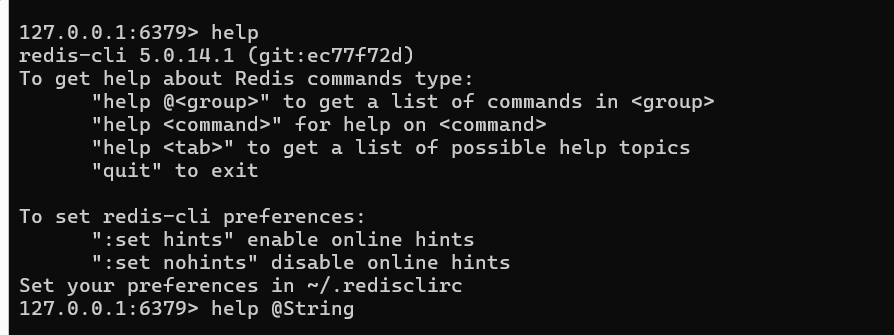 127.0.0.1:6379> help
redis-cli 5.0.14.1 (git:ec77f72d)
To get help about Redis commands type:
      "help @<group>" to get a list of commands in <group>
      "help <command>" for help on <command>
      "help <tab>" to get a list of possible help topics
      "quit" to exit

To set redis-cli preferences:
      ":set hints" enable online hints
      ":set nohints" disable online hints
Set your preferences in ~/.redisclirc
127.0.0.1:6379> help @String